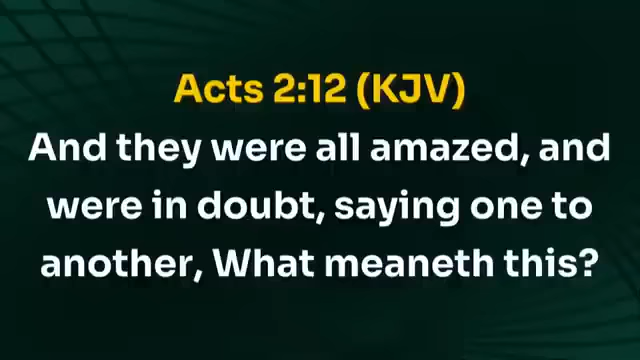 Acts 2:12 (KJV)
And they were all amazed, and
were in doubt, saying one to
another, What meaneth this?